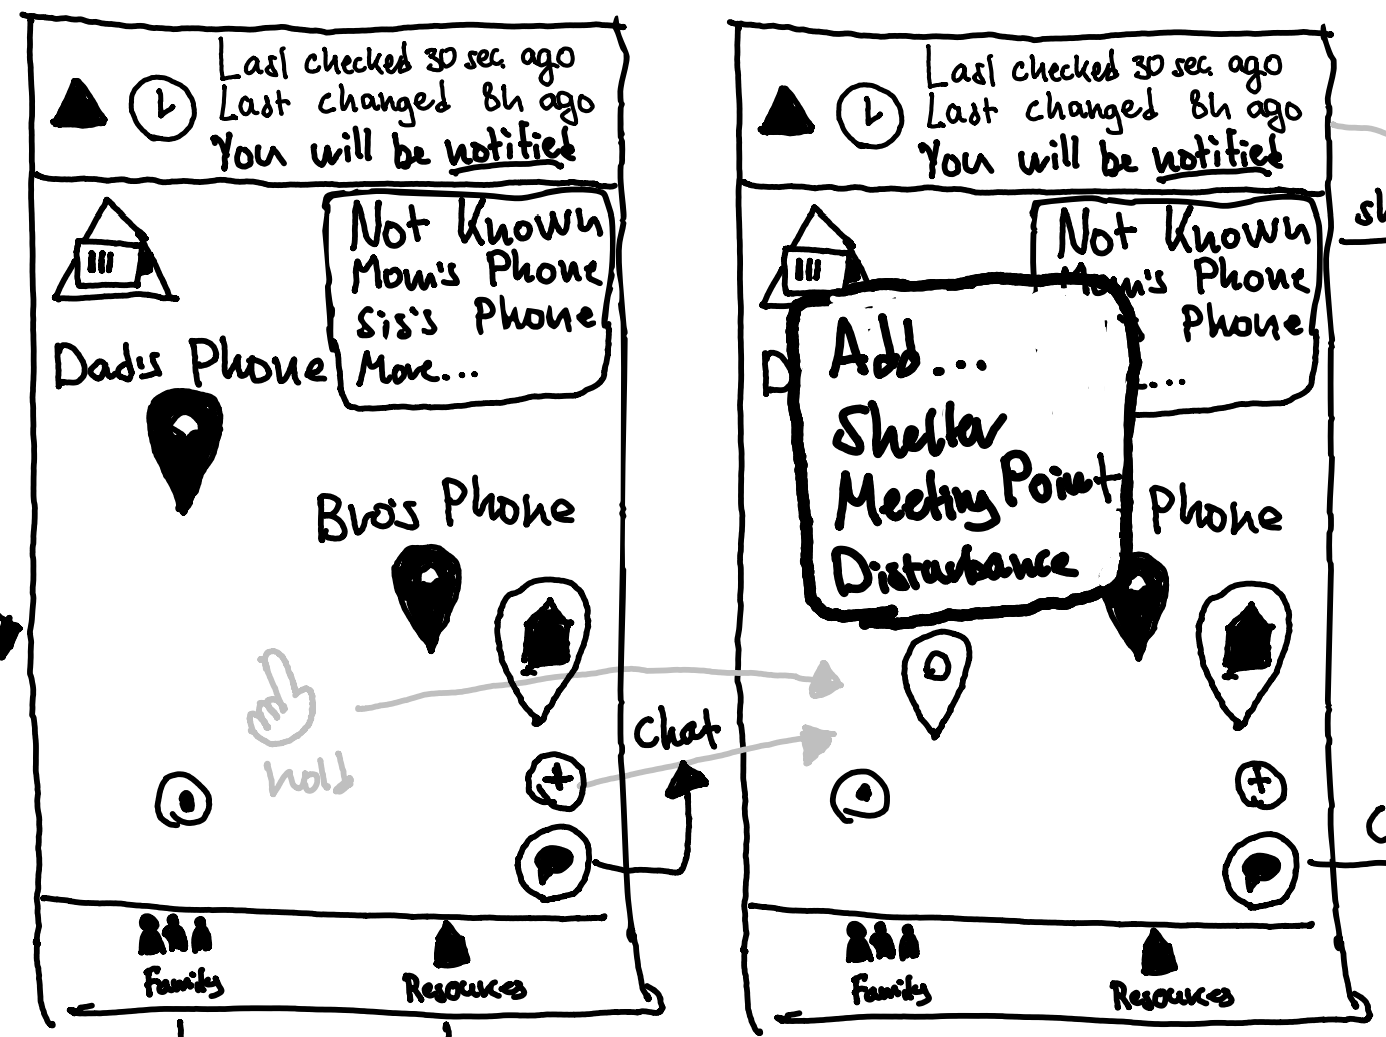 Last checked 30 sec. ago
Last changed 8h ago
You will be notified
Not Known
Mom's Phone
Sis's Phone
More...
Dad's Phone
Bro's Phone
hold
Chat
Family
Resources
Last checked 30 sec. ago
Last changed 8h ago
You will be notified
Not Known
Mom's Phone
Phone
Add...
Shelter
Meeting Point
Disturbance
D
Phone
Family
Resources